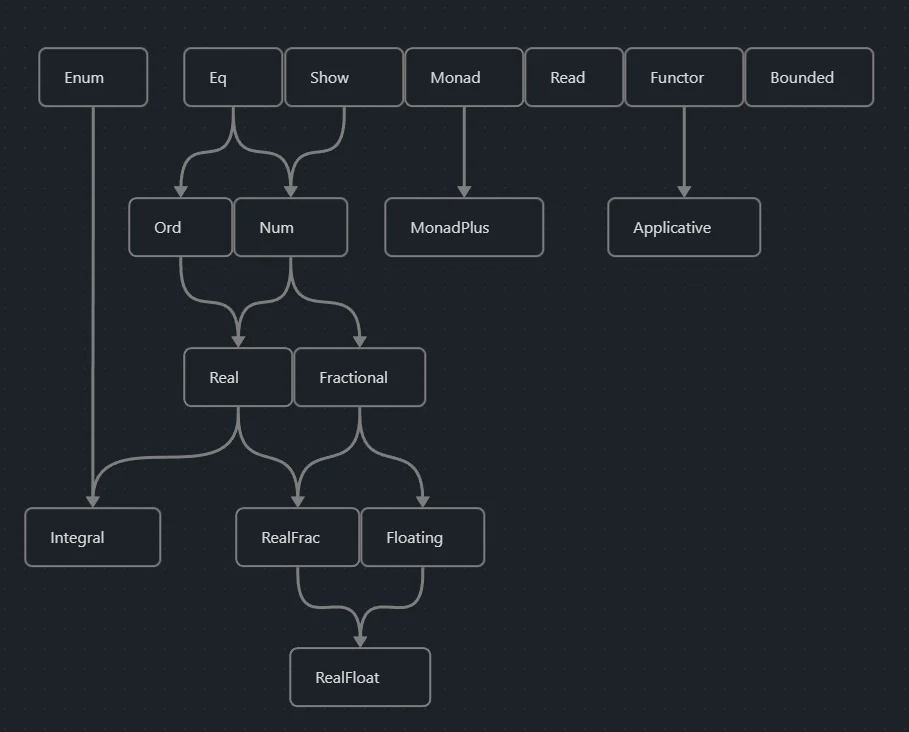 Enum
Eq
Show
Monad
Read
Functor
Bounded
Ord
Num
MonadPlus
Applicative
Real
Fractional
Integral
RealFrac
Floating
RealFloat